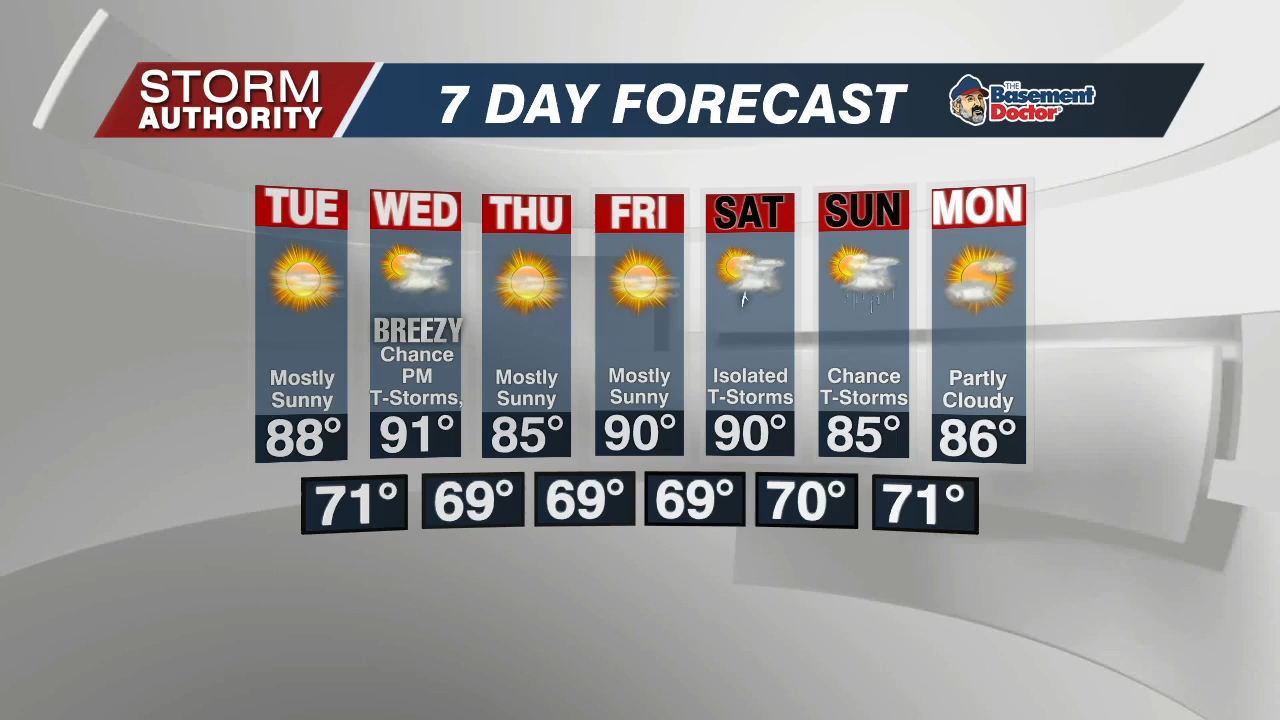 STORM
AUTHORITY
7 DAY FORECAST
THE
Basement
Doctor
TUE
WED
THU
FRI
SAT
SUN
MON
Mostly
Sunny
BREEZY
Chance
PM
T-Storms,
Mostly
Sunny
Mostly
Sunny
Isolated
T-Storms
Chance
T-Storms
Partly
Cloudy
88°
91°
85°
90°
90°
85°
86°
71°
69°
69°
69°
70°
71°